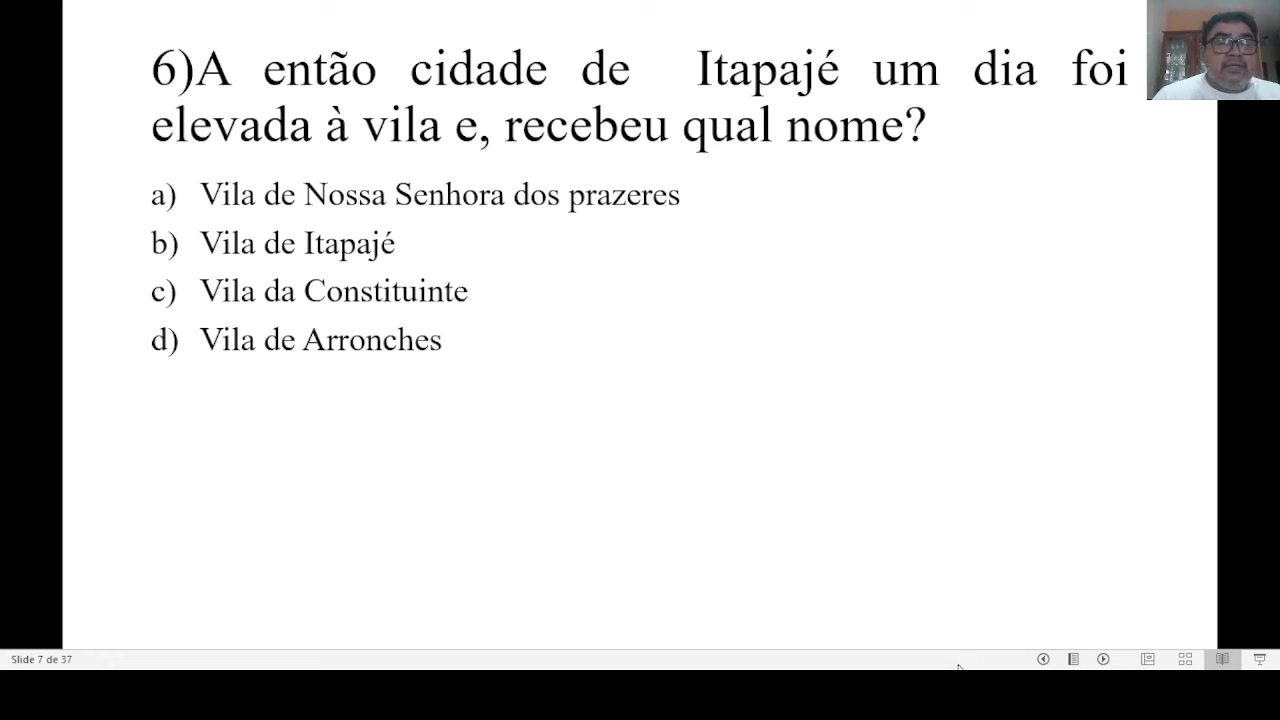 6)A então cidade de Itapajé um dia foi
elevada à vila e, recebeu qual nome?
a) Vila de Nossa Senhora dos prazeres
b) Vila de Itapajé
c) Vila da Constituinte
d) Vila de Arronches
Slide 7 de 37